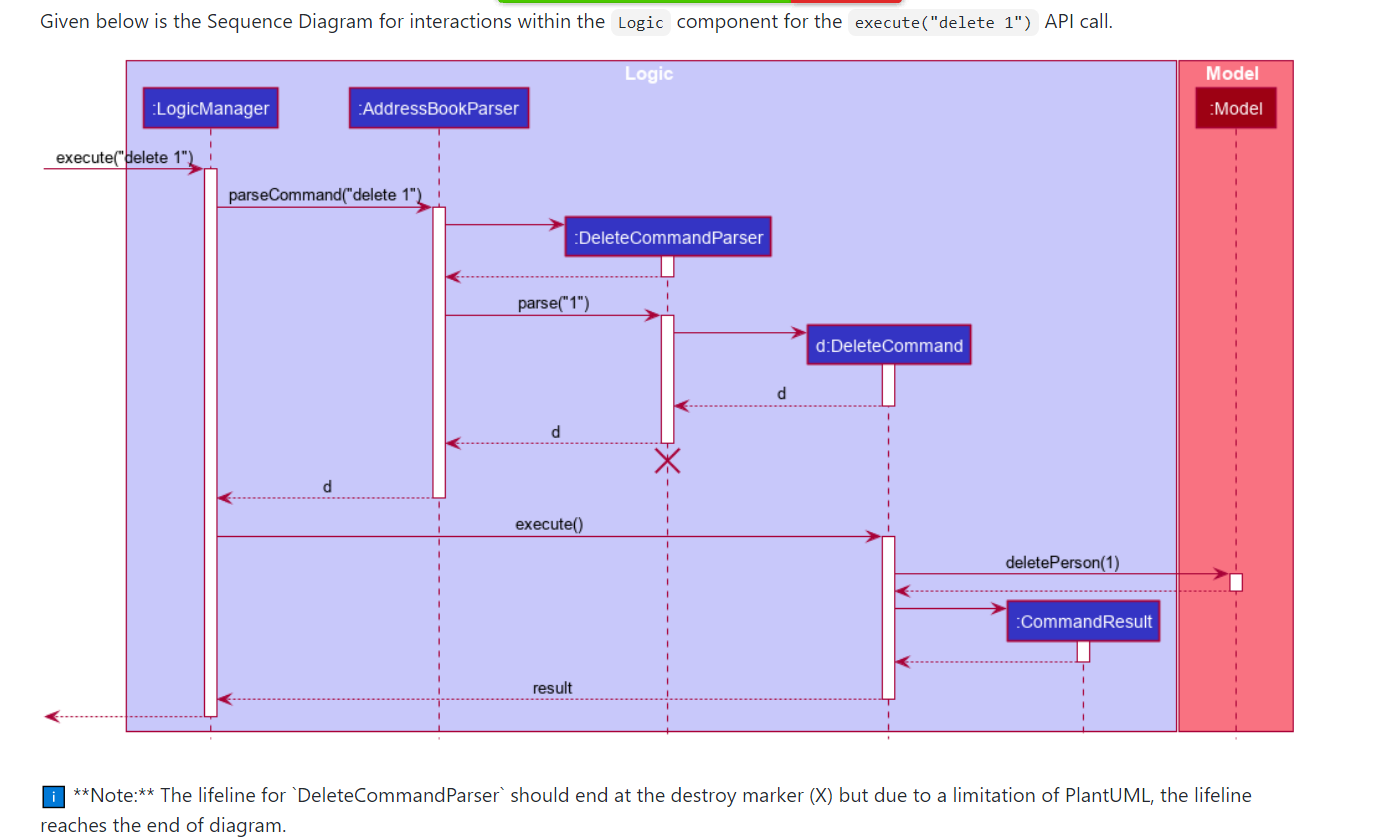 Given below is the Sequence Diagram for interactions within the Logic component for the execute("delete 1") API call.
Logic
Model
:LogicManager
:AddressBookParser
:Model
execute("delete 1")
parseCommand("delete 1")
:DeleteCommandParser
parse("1")
d:DeleteCommand
d
d
d
execute()
deletePerson(1)
:CommandResult
result
i **Note:** The lifeline for `DeleteCommandParser` should end at the destroy marker (X) but due to a limitation of PlantUML, the lifeline
reaches the end of diagram.